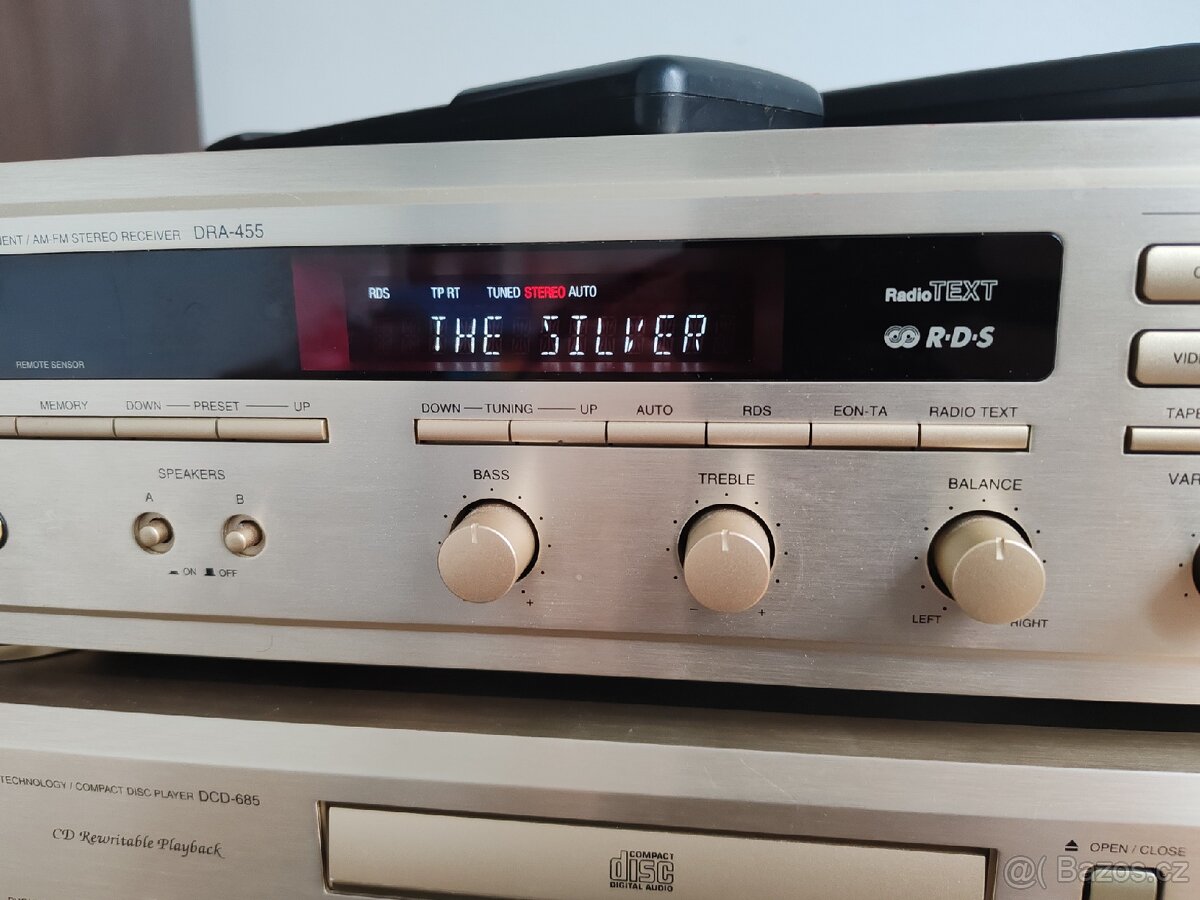 / AM-FM STEREO RECEIVER DRA-455
RDS TP RT TUNED STEREO AUTO
THE SILVER
Radio TEXT
R·D·S
REMOTE SENSOR
MEMORY DOWN PRESET UP
DOWN TUNING UP AUTO RDS EON-TA RADIO TEXT
SPEAKERS
A B
ON OFF
BASS TREBLE BALANCE
+ - +
LEFT RIGHT
TECHNOLOGY / COMPACT DISC PLAYER DCD-685
CD Rewritable Playback
COMPACT
disc
DIGITAL AUDIO
OPEN / CLOSE
Bazos.cz